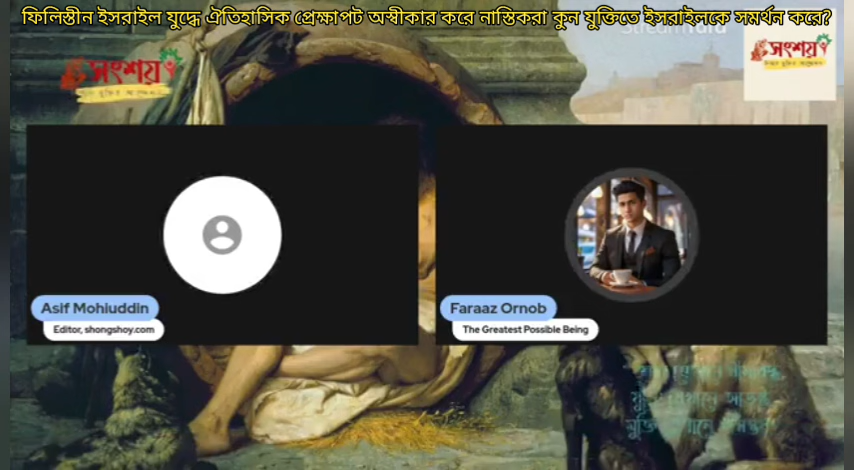 ফিলিস্তীন ইসরাইল যুদ্ধে ঐতিহাসিক প্রেক্ষাপট অস্বীকার করে নাস্তিকরা কুন যুক্তিতে ইসরাইলকে সমর্থন করে?
StreamYard
সংশয়
সংশয়
Asif Mohiuddin
Editor, shongshoy.com
Faraaz Ornob
The Greatest Possible Being